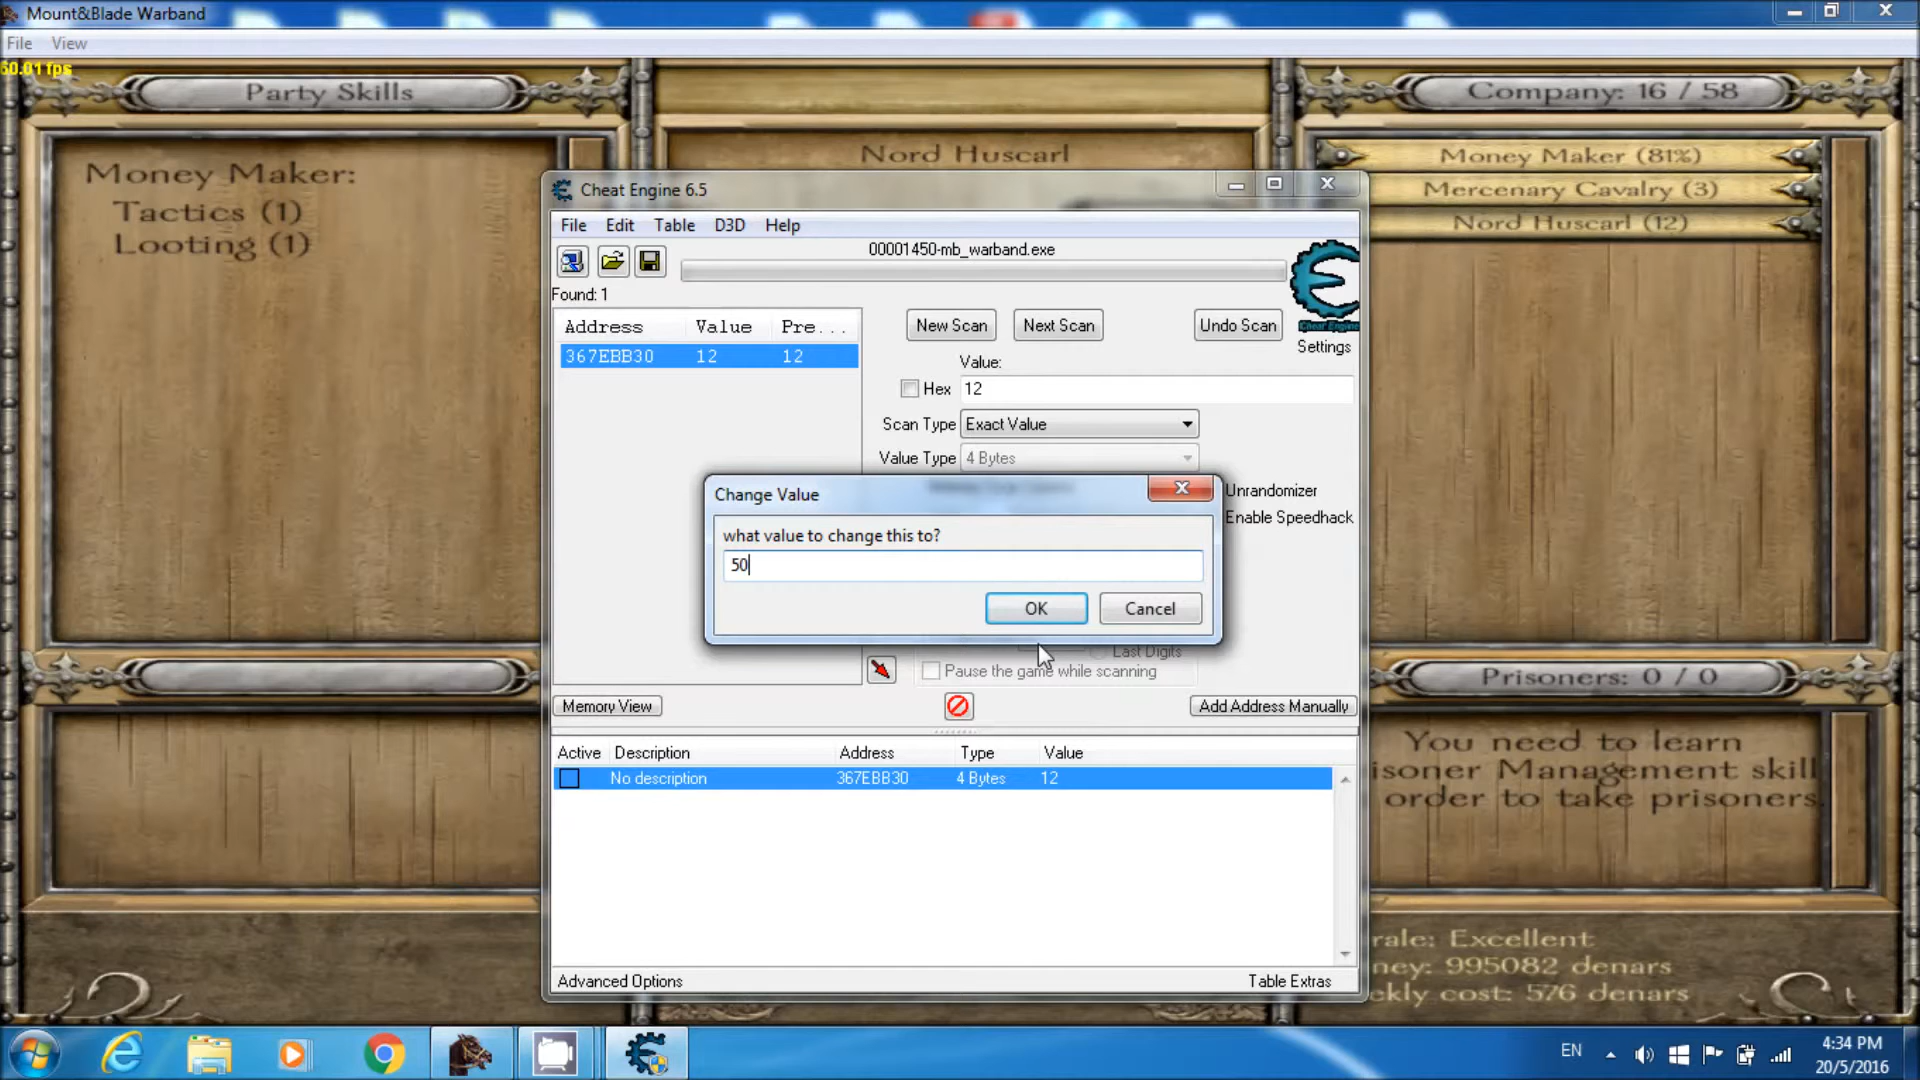 Mount&Blade Warband
File View
60.01 fps
Party Skills
Company: 16 / 58
Money Maker:
Tactics (1)
Looting (1)
Nord Huscarl
Money Maker (81%)
Mercenary Cavalry (3)
Nord Huscarl (12)
Cheat Engine 6.5
File Edit Table D3D Help
00001450-mb_warband.exe
Found: 1
Address Value Pre...
367EBB30 12 12
New Scan Next Scan Undo Scan
Cheat Engine
Settings
Value:
Hex 12
Scan Type Exact Value
Value Type 4 Bytes
Unrandomizer
Enable Speedhack
Change Value
what value to change this to?
50
OK Cancel
Last Digits
Pause the game while scanning
Memory View Add Address Manually
Active Description Address Type Value
No description 367EBB30 4 Bytes 12
Advanced Options Table Extras
Prisoners: 0 / 0
You need to learn
isoner Management skill
order to take prisoners.
rale: Excellent
ney: 995082 denars
ekly cost: 576 denars
EN
4:34 PM
20/5/2016